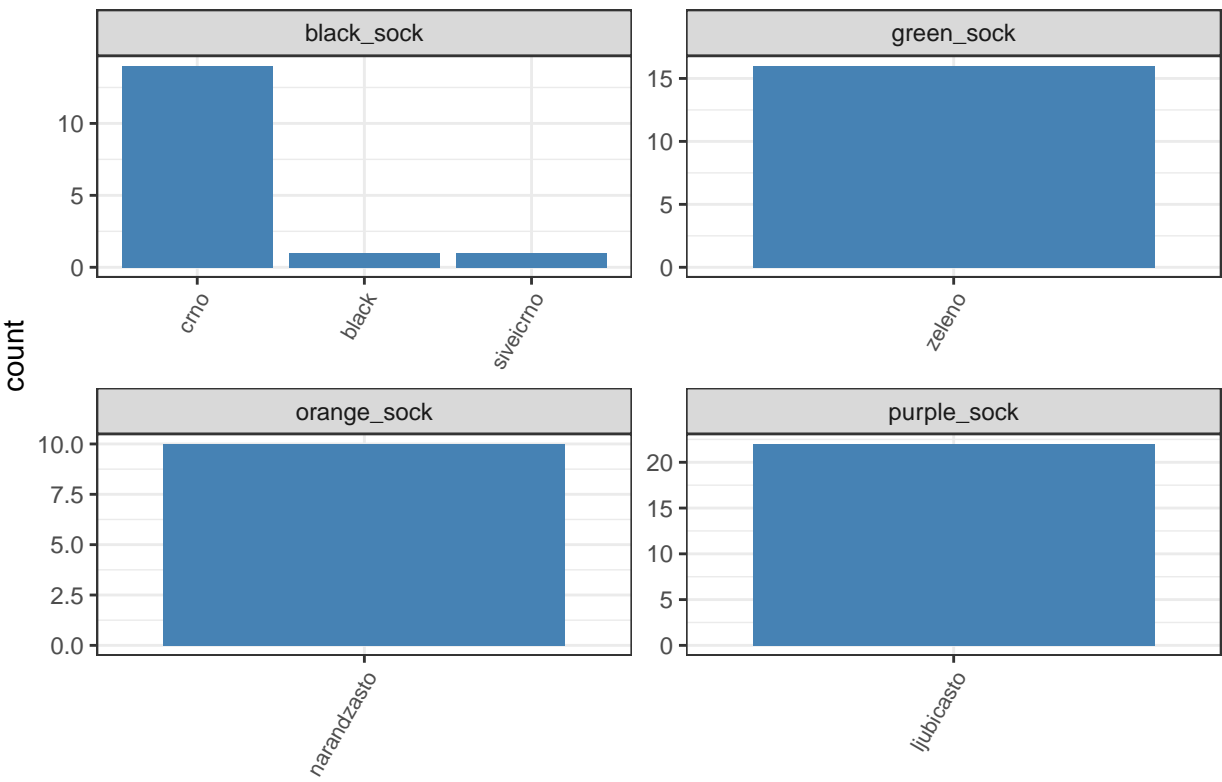 count
black_sock
10
5
0
crno
black
siveicrno
green_sock
15
10
5
0
zeleno
orange_sock
10.0
7.5
5.0
2.5
0.0
narandzasto
purple_sock
20
15
10
5
0
ljubicasto